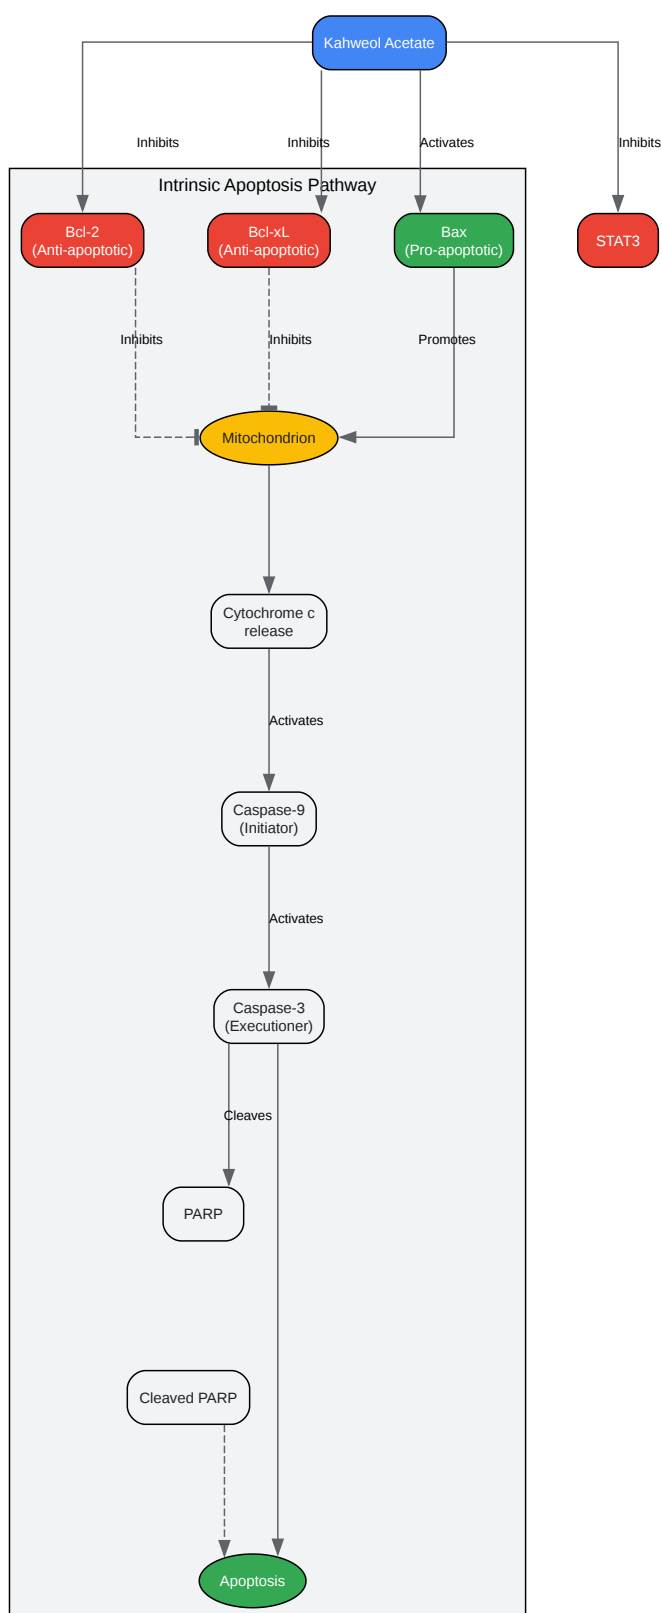 Kahweol Acetate
Inhibits
Inhibits
Activates
Inhibits
Intrinsic Apoptosis Pathway
Bcl-2
(Anti-apoptotic)
Bcl-xL
(Anti-apoptotic)
Bax
(Pro-apoptotic)
STAT3
Inhibits
Inhibits
Promotes
Mitochondrion
Cytochrome c
release
Activates
Caspase-9
(Initiator)
Activates
Caspase-3
(Executioner)
Cleaves
PARP
Cleaved PARP
Apoptosis